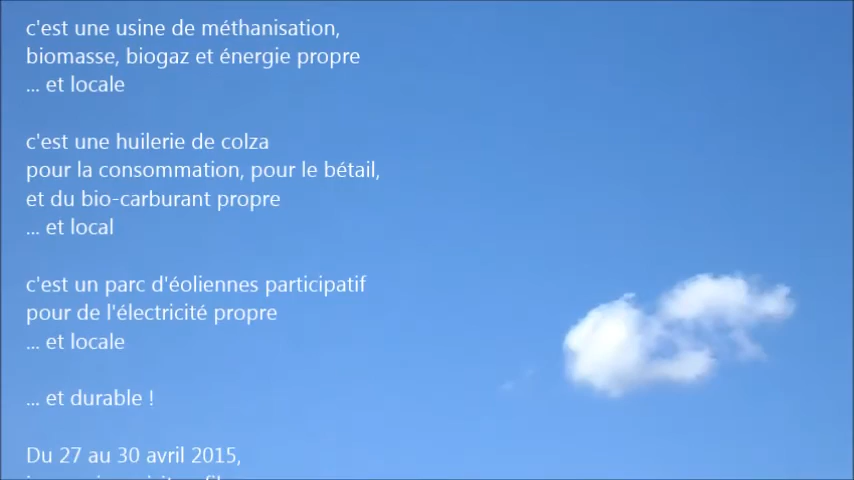 c'est une usine de méthanisation,
biomasse, biogaz et énergie propre
... et locale
c'est une huilerie de colza
pour la consommation, pour le bétail,
et du bio-carburant propre
... et local
c'est un parc d'éoliennes participatif
pour de l'électricité propre
... et locale
... et durable !
Du 27 au 30 avril 2015,